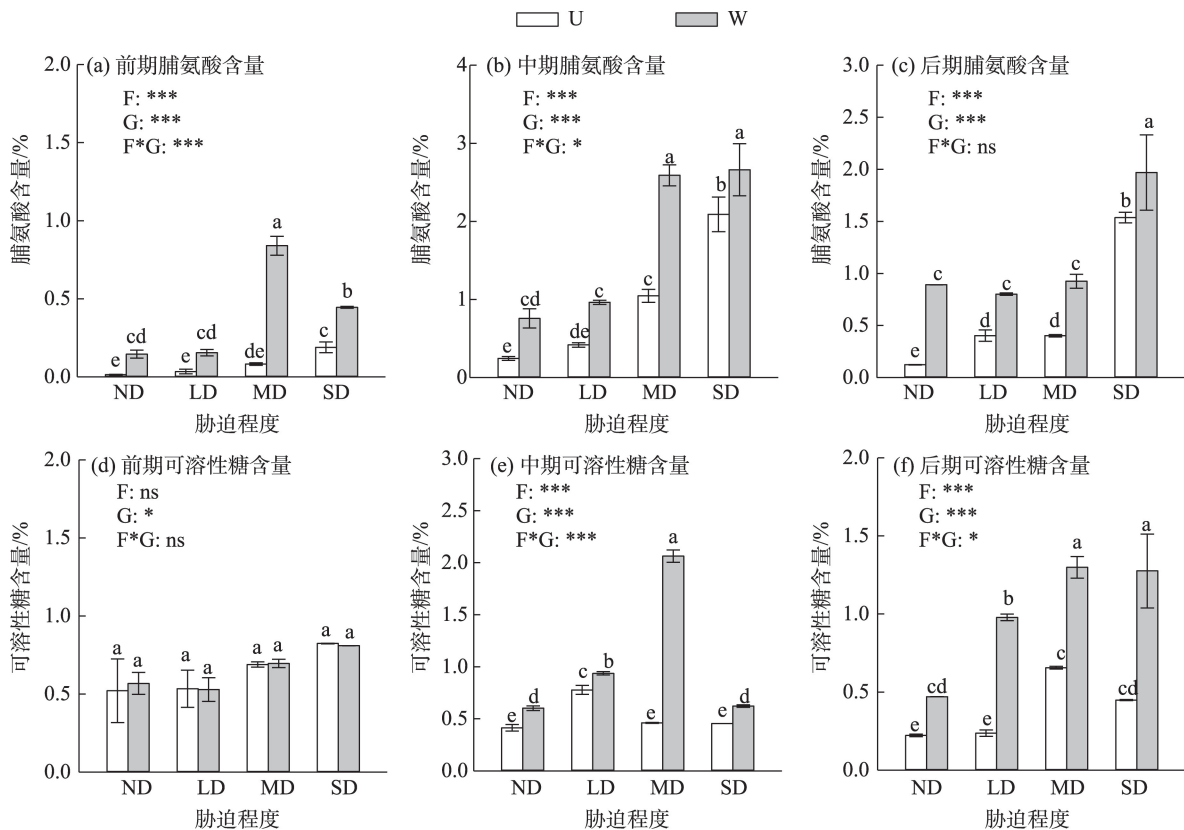 U W
(a) 前期脯氨酸含量
F: ***
G: ***
F*G: ***
脯氨酸含量/%
2.0
1.5
1.0
0.5
0.0
e cd e cd de a c b
ND LD MD SD
胁迫程度
(b) 中期脯氨酸含量
F: ***
G: ***
F*G: *
脯氨酸含量/%
4
3
2
1
0
e cd de c c a b a
ND LD MD SD
胁迫程度
(c) 后期脯氨酸含量
F: ***
G: ***
F*G: ns
脯氨酸含量/%
3.0
2.5
2.0
1.5
1.0
0.5
0.0
e c d c d c b a
ND LD MD SD
胁迫程度
(d) 前期可溶性糖含量
F: ns
G: *
F*G: ns
可溶性糖含量/%
2.0
1.5
1.0
0.5
0.0
a a a a a a a a
ND LD MD SD
胁迫程度
(e) 中期可溶性糖含量
F: ***
G: ***
F*G: ***
可溶性糖含量/%
3.0
2.5
2.0
1.5
1.0
0.5
0.0
e d c b e a e d
ND LD MD SD
胁迫程度
(f) 后期可溶性糖含量
F: ***
G: ***
F*G: *
可溶性糖含量/%
2.0
1.5
1.0
0.5
0.0
e cd e b c a cd a
ND LD MD SD
胁迫程度